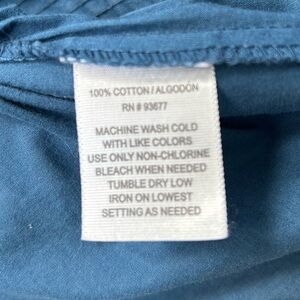 100% COTTON / ALGODÓN
RN # 93677
MACHINE WASH COLD
WITH LIKE COLORS
USE ONLY NON-CHLORINE
BLEACH WHEN NEEDED
TUMBLE DRY LOW
IRON ON LOWEST
SETTING AS NEEDED